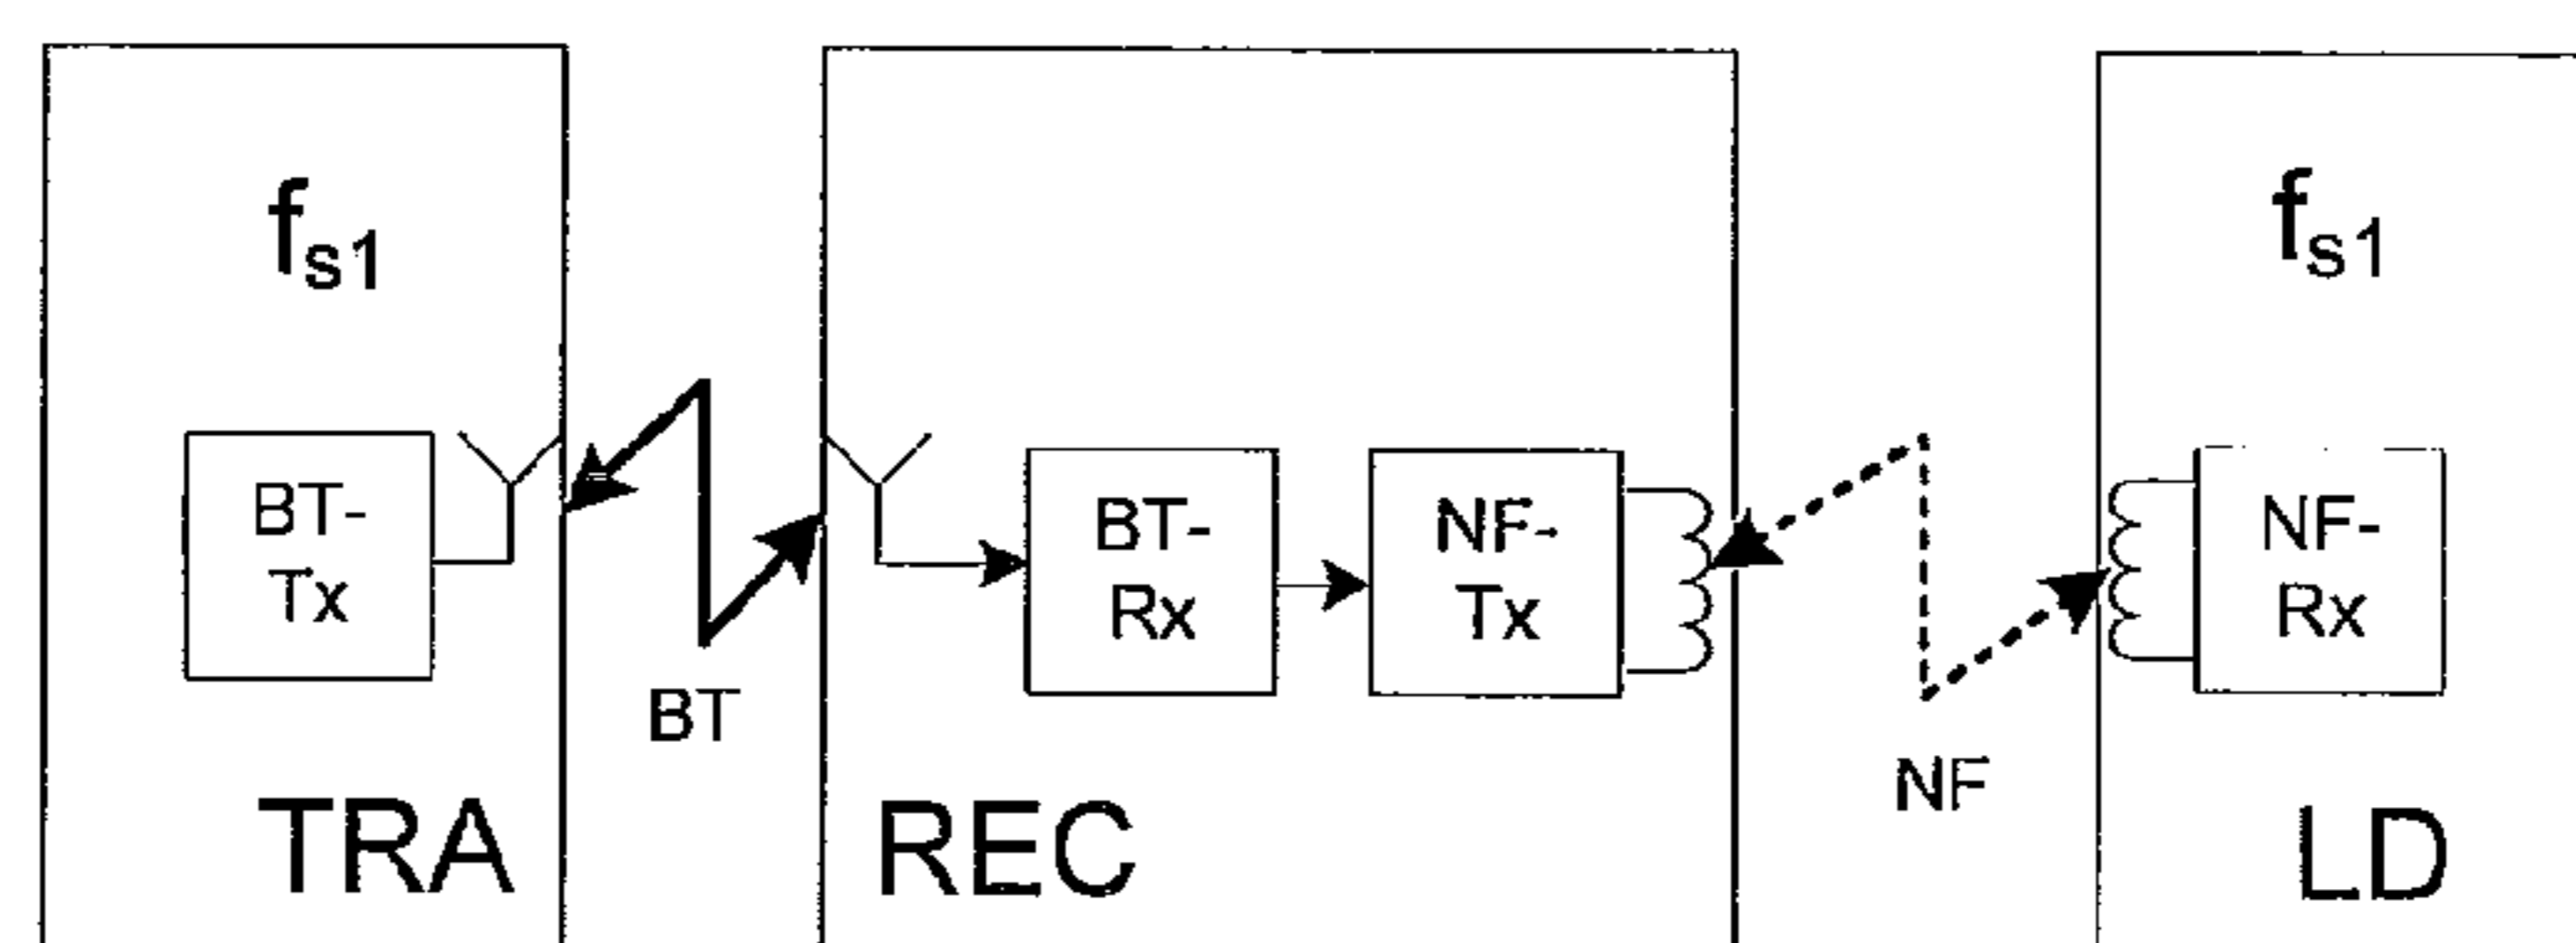 fs1
fs1
BT-
Tx
BT-
Rx
NF-
Tx
NF-
Rx
BT
NF
TRA
REC
LD